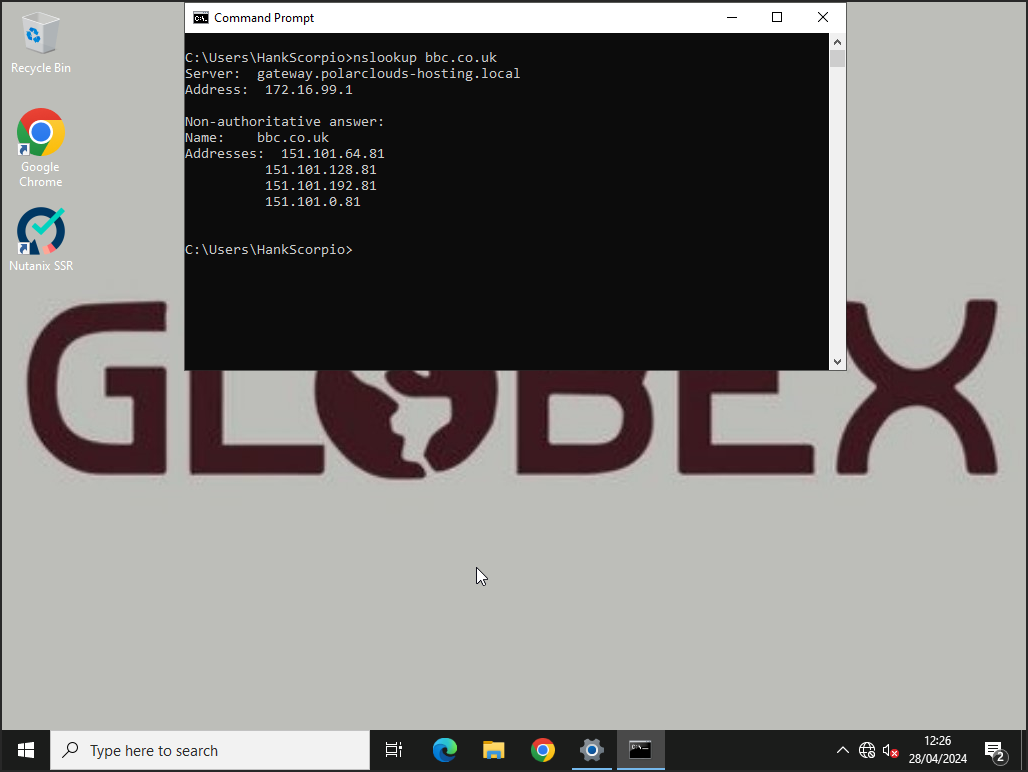 Recycle Bin
Google
Chrome
Nutanix SSR
Command Prompt
C:\Users\HankScorpio>nslookup bbc.co.uk
Server:  gateway.polarclouds-hosting.local
Address:  172.16.99.1
Non-authoritative answer:
Name:    bbc.co.uk
Addresses:  151.101.64.81
151.101.128.81
151.101.192.81
151.101.0.81
C:\Users\HankScorpio>
GLOBEX
Type here to search
12:26
28/04/2024
2